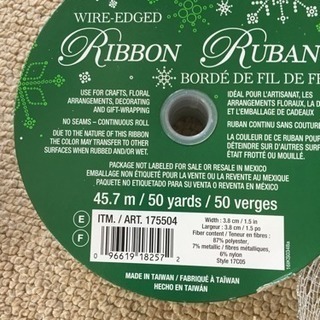 WIRE-EDGED
RIBBON
RUBAN
BORDÉ DE FIL DE
USE FOR CRAFTS, FLORAL
ARRANGEMENTS, DECORATING
AND GIFT-WRAPPING
NO SEAMS – CONTINUOUS ROLL
DUE TO THE NATURE OF THIS RIBBON
THE COLOR MAY TRANSFER TO OTHER
SURFACES WHEN RUBBED AND/OR WET.
IDÉAL POUR L'ARTISANAT, LES
ARRANGEMENTS FLORAUX, LA
ET L'EMBALLAGE DE CADEAUX
RUBAN CONTINU SANS COUTURE
LA COULEUR DE CE RUBAN POURRAIT
DÉTEINDRE SUR D'AUTRES SURFACES
ÉTAIT FROTTÉ OU MOUILLÉ.
PACKAGE NOT LABELED FOR SALE OR RESALE IN MEXICO
EMBALLAGE NON ÉTIQUETÉ POUR LA VENTE OU LA REVENTE AU MEXIQUE
PAQUETE NO ETIQUETADO PARA SU VENTA O REVENTA EN MÉXICO
45.7 m / 50 yards / 50 verges
E
F
ITM. / ART. 175504
0 96619 18257 2
Width : 3.8 cm / 1.5 in
Largeur : 3.8 cm / 1.5 po
Fiber content / Teneur en fibres :
87% polyester,
7% metallic / fibres métalliques,
6% nylon
Style 17C05
MADE IN TAIWAN / FABRIQUÉ À TAÏWAN
HECHO EN TAIWÁN